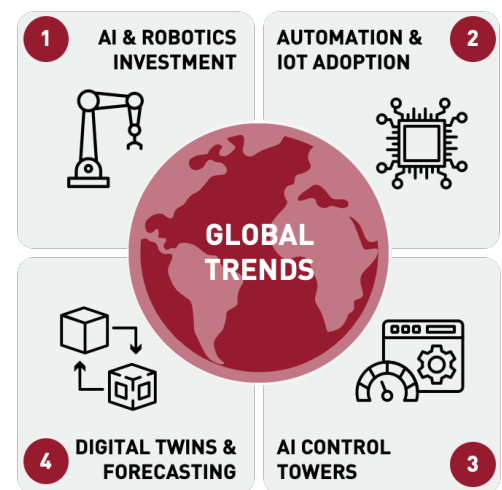 1
AI & ROBOTICS
INVESTMENT
AUTOMATION &
IOT ADOPTION
2
GLOBAL
TRENDS
4
DIGITAL TWINS &
FORECASTING
AI CONTROL
TOWERS
3